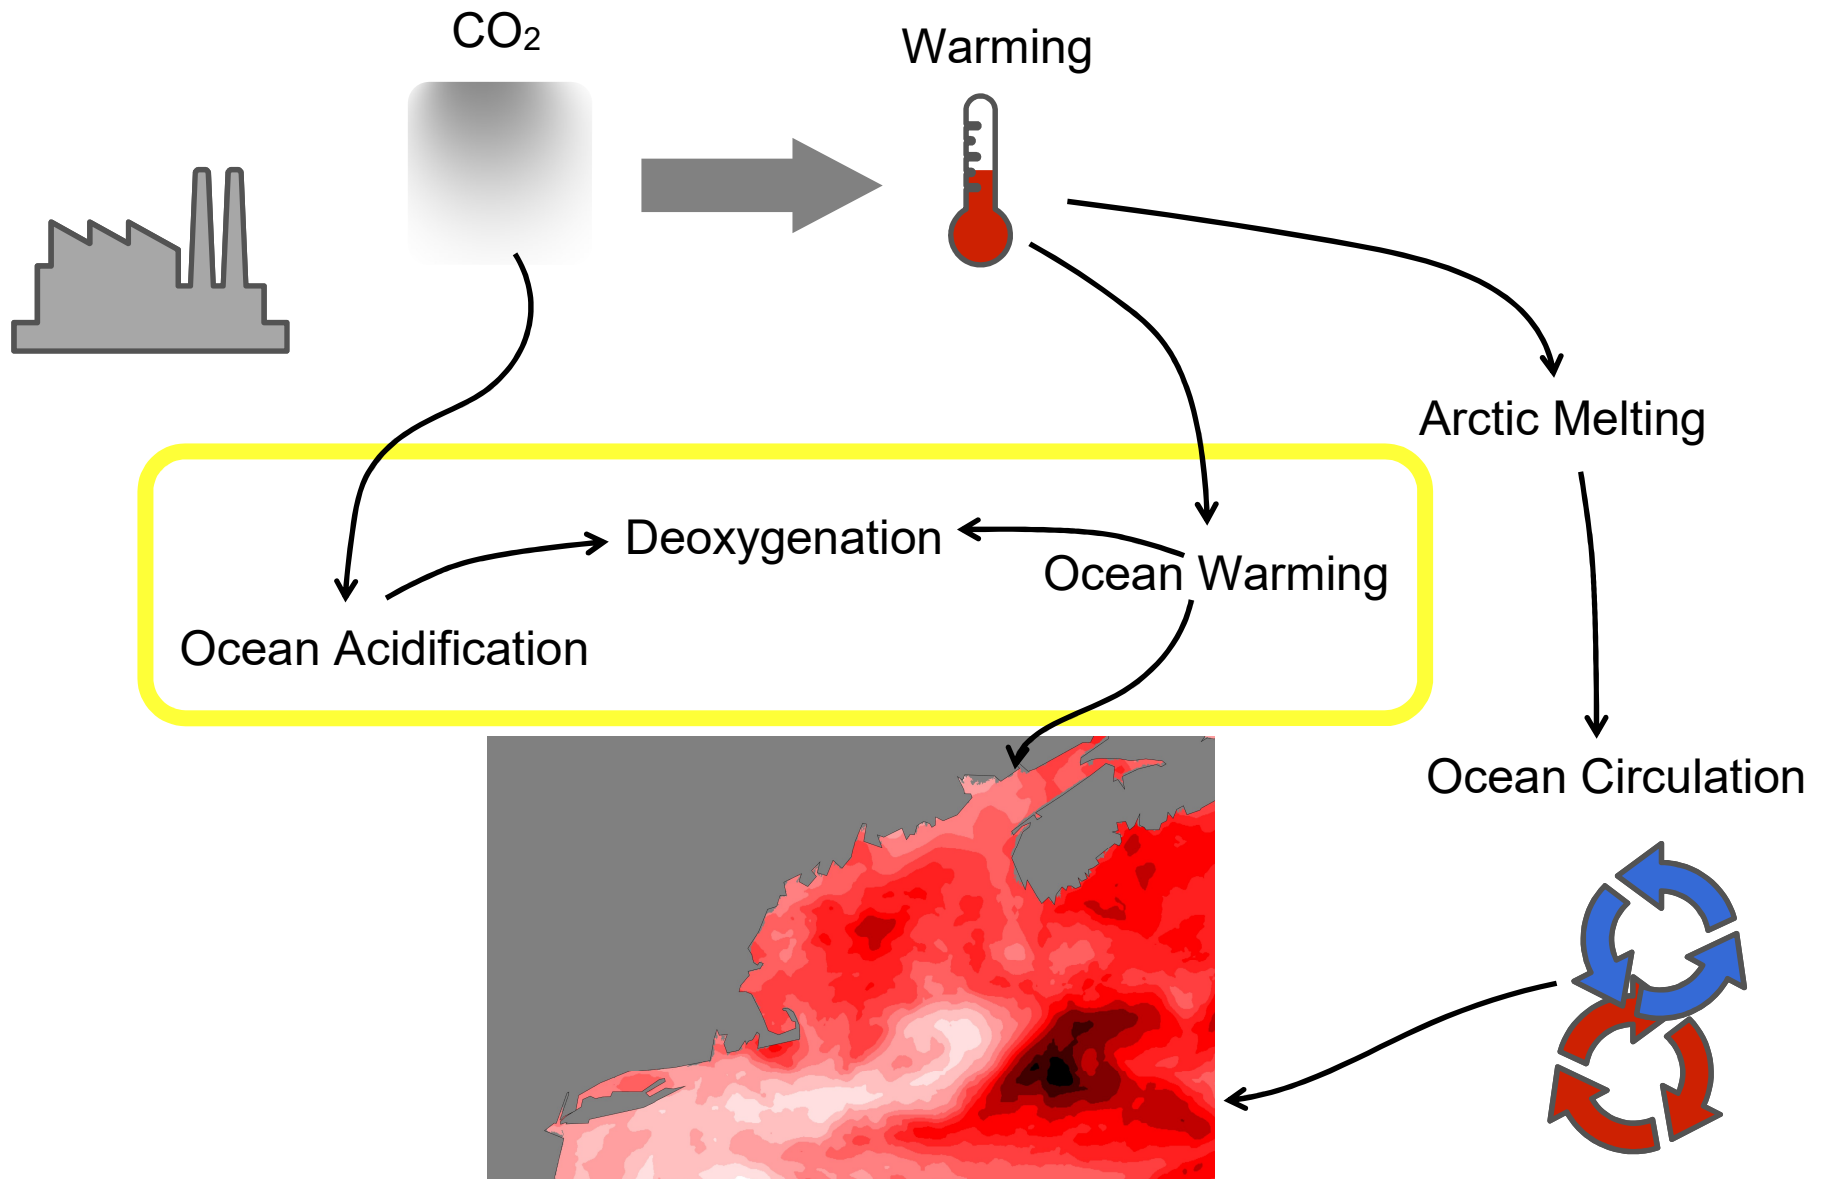 CO₂
Warming
Arctic Melting
Deoxygenation
Ocean Warming
Ocean Acidification
Ocean Circulation